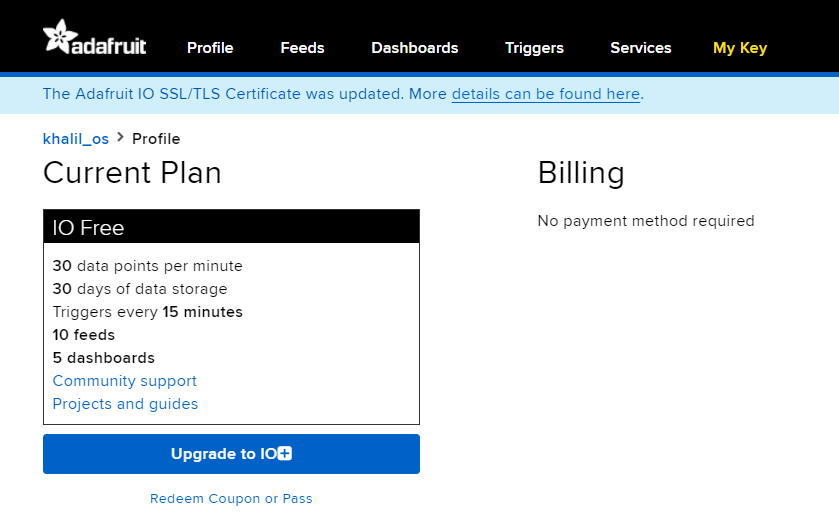 adafruit Profile Feeds Dashboards Triggers Services My Key
The Adafruit IO SSL/TLS Certificate was updated. More details can be found here.
khalil_os > Profile
Current Plan
IO Free
30 data points per minute
30 days of data storage
Triggers every 15 minutes
10 feeds
5 dashboards
Community support
Projects and guides
Upgrade to IO+
Redeem Coupon or Pass
Billing
No payment method required